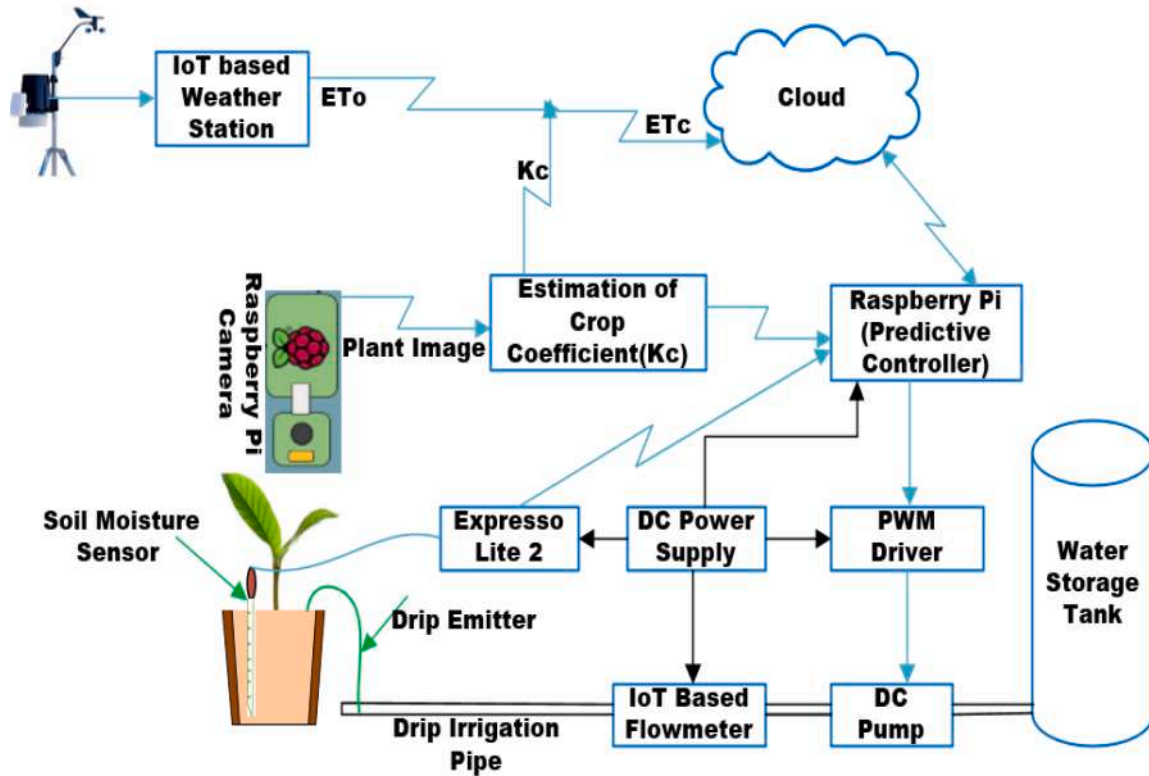 IoT based
Weather
Station
ETo
ETc
Cloud
Kc
Raspberry Pi
Camera
Plant Image
Estimation of
Crop
Coefficient(Kc)
Raspberry Pi
(Predictive
Controller)
Soil Moisture
Sensor
Expresso
Lite 2
DC Power
Supply
PWM
Driver
Water
Storage
Tank
Drip Emitter
IoT Based
Flowmeter
DC
Pump
Drip Irrigation
Pipe